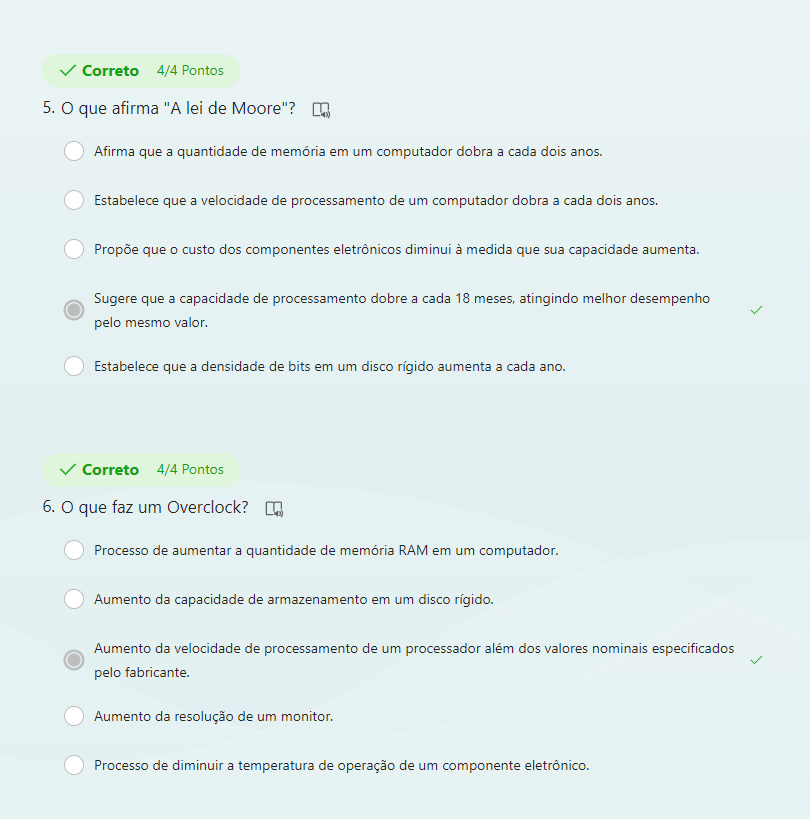 Correto 4/4 Pontos
5. O que afirma "A lei de Moore"?
Afirma que a quantidade de memória em um computador dobra a cada dois anos.
Estabelece que a velocidade de processamento de um computador dobra a cada dois anos.
Propõe que o custo dos componentes eletrônicos diminui à medida que sua capacidade aumenta.
Sugere que a capacidade de processamento dobre a cada 18 meses, atingindo melhor desempenho
pelo mesmo valor.
Estabelece que a densidade de bits em um disco rígido aumenta a cada ano.
Correto 4/4 Pontos
6. O que faz um Overclock?
Processo de aumentar a quantidade de memória RAM em um computador.
Aumento da capacidade de armazenamento em um disco rígido.
Aumento da velocidade de processamento de um processador além dos valores nominais especificados
pelo fabricante.
Aumento da resolução de um monitor.
Processo de diminuir a temperatura de operação de um componente eletrônico.